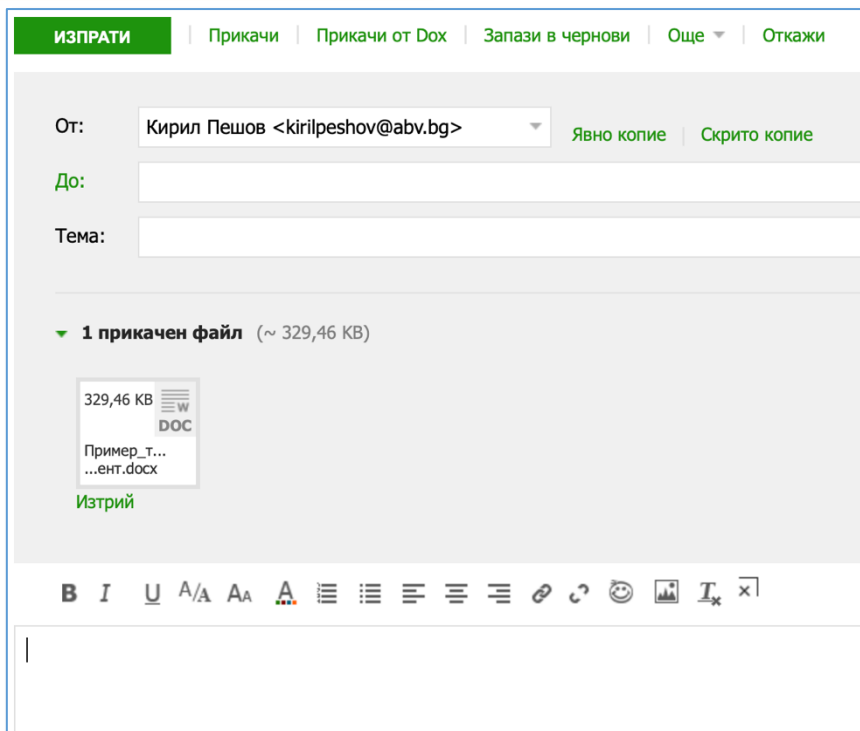 ИЗПРАТИ Прикачи Прикачи от Dox Запази в чернови Още Откажи
От: Кирил Пешов <kirilpeshov@abv.bg> Явно копие Скрито копие
До:
Тема:
1 прикачен файл (~ 329,46 KB)
329,46 KB W
DOC
Пример_т...
...ент.docx
Изтрий
B I U A/A AA A T